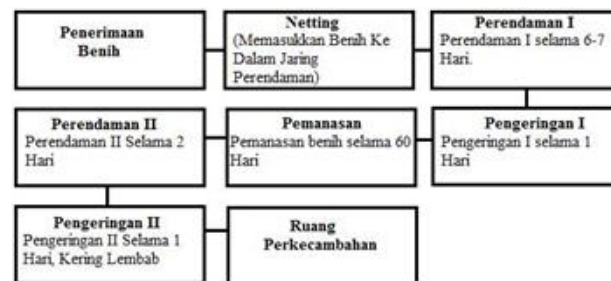 Penerimaan
Benih
Netting
(Memasukkan Benih Ke
Dalam Jaring
Perendaman)
Perendaman I
Perendaman I selama 6-7
Hari.
Perendaman II
Perendaman II Selama 2
Hari
Pemanasan
Pemanasan benih selama 60
Hari
Pengeringan I
Pengeringan I selama 1
Hari
Pengeringan II
Pengeringan II Selama 1
Hari, Kering Lembab
Ruang
Perkecambahan